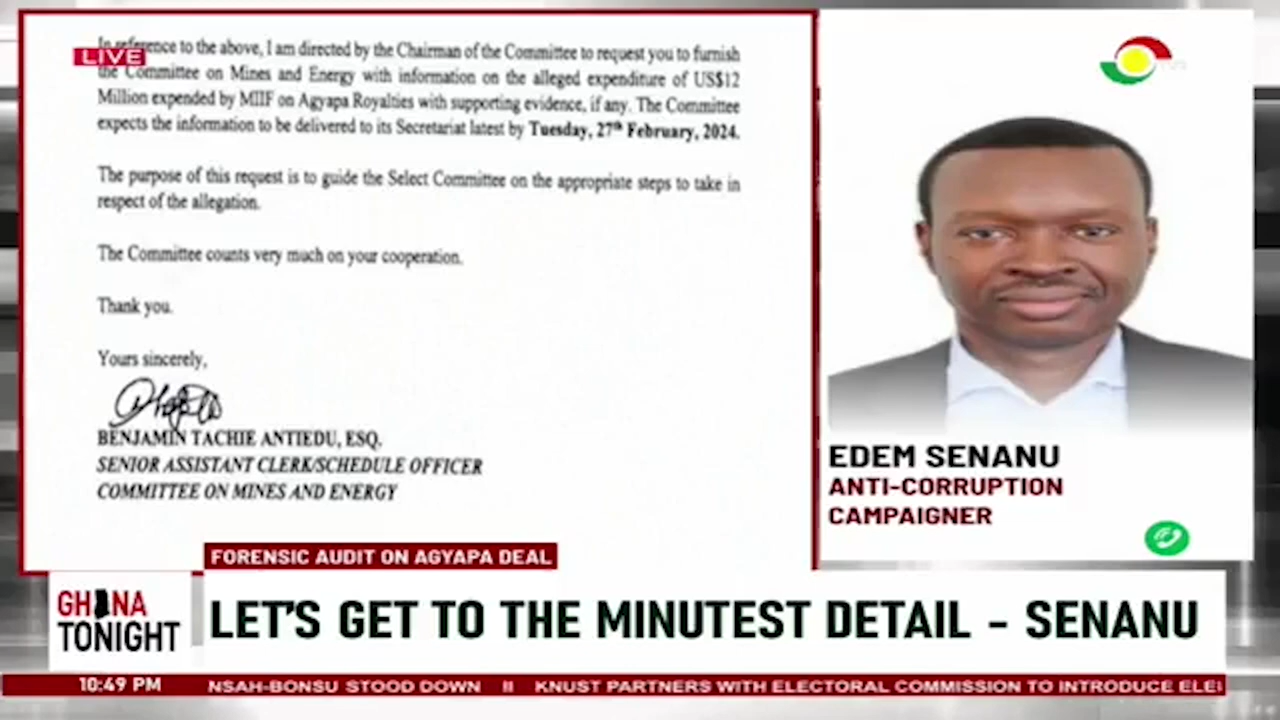 In reference to the above, I am directed by the Chairman of the Committee to request you to furnish
LIVE
the Committee on Mines and Energy with information on the alleged expenditure of US$12
Million expended by MIIF on Agyapa Royalties with supporting evidence, if any. The Committee
expects the information to be delivered to its Secretariat latest by Tuesday, 27th February, 2024.
The purpose of this request is to guide the Select Committee on the appropriate steps to take in
respect of the allegation.
The Committee counts very much on your cooperation.
Thank you.
Yours sincerely,
BENJAMIN TACHIE ANTIEDU, ESQ.
SENIOR ASSISTANT CLERK/SCHEDULE OFFICER
COMMITTEE ON MINES AND ENERGY
EDEM SENANU
ANTI-CORRUPTION
CAMPAIGNER
FORENSIC AUDIT ON AGYAPA DEAL
GHANA
TONIGHT
LET'S GET TO THE MINUTEST DETAIL - SENANU
10:49 PM
NSAH-BONSU STOOD DOWN II KNUST PARTNERS WITH ELECTORAL COMMISSION TO INTRODUCE ELE